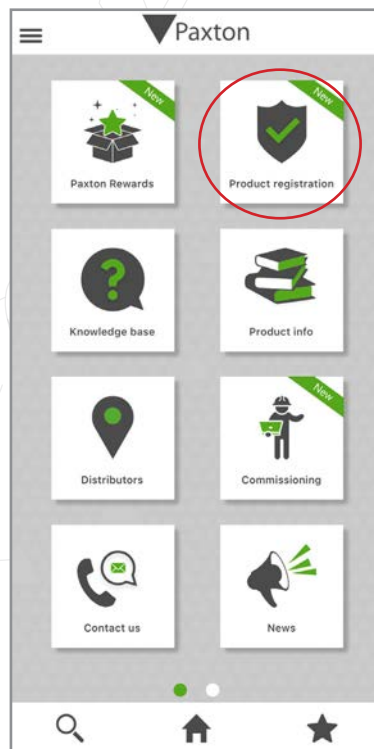 Paxton
New
New
Paxton Rewards
Product registration
Knowledge base
Product info
New
Distributors
Commissioning
Contact us
News